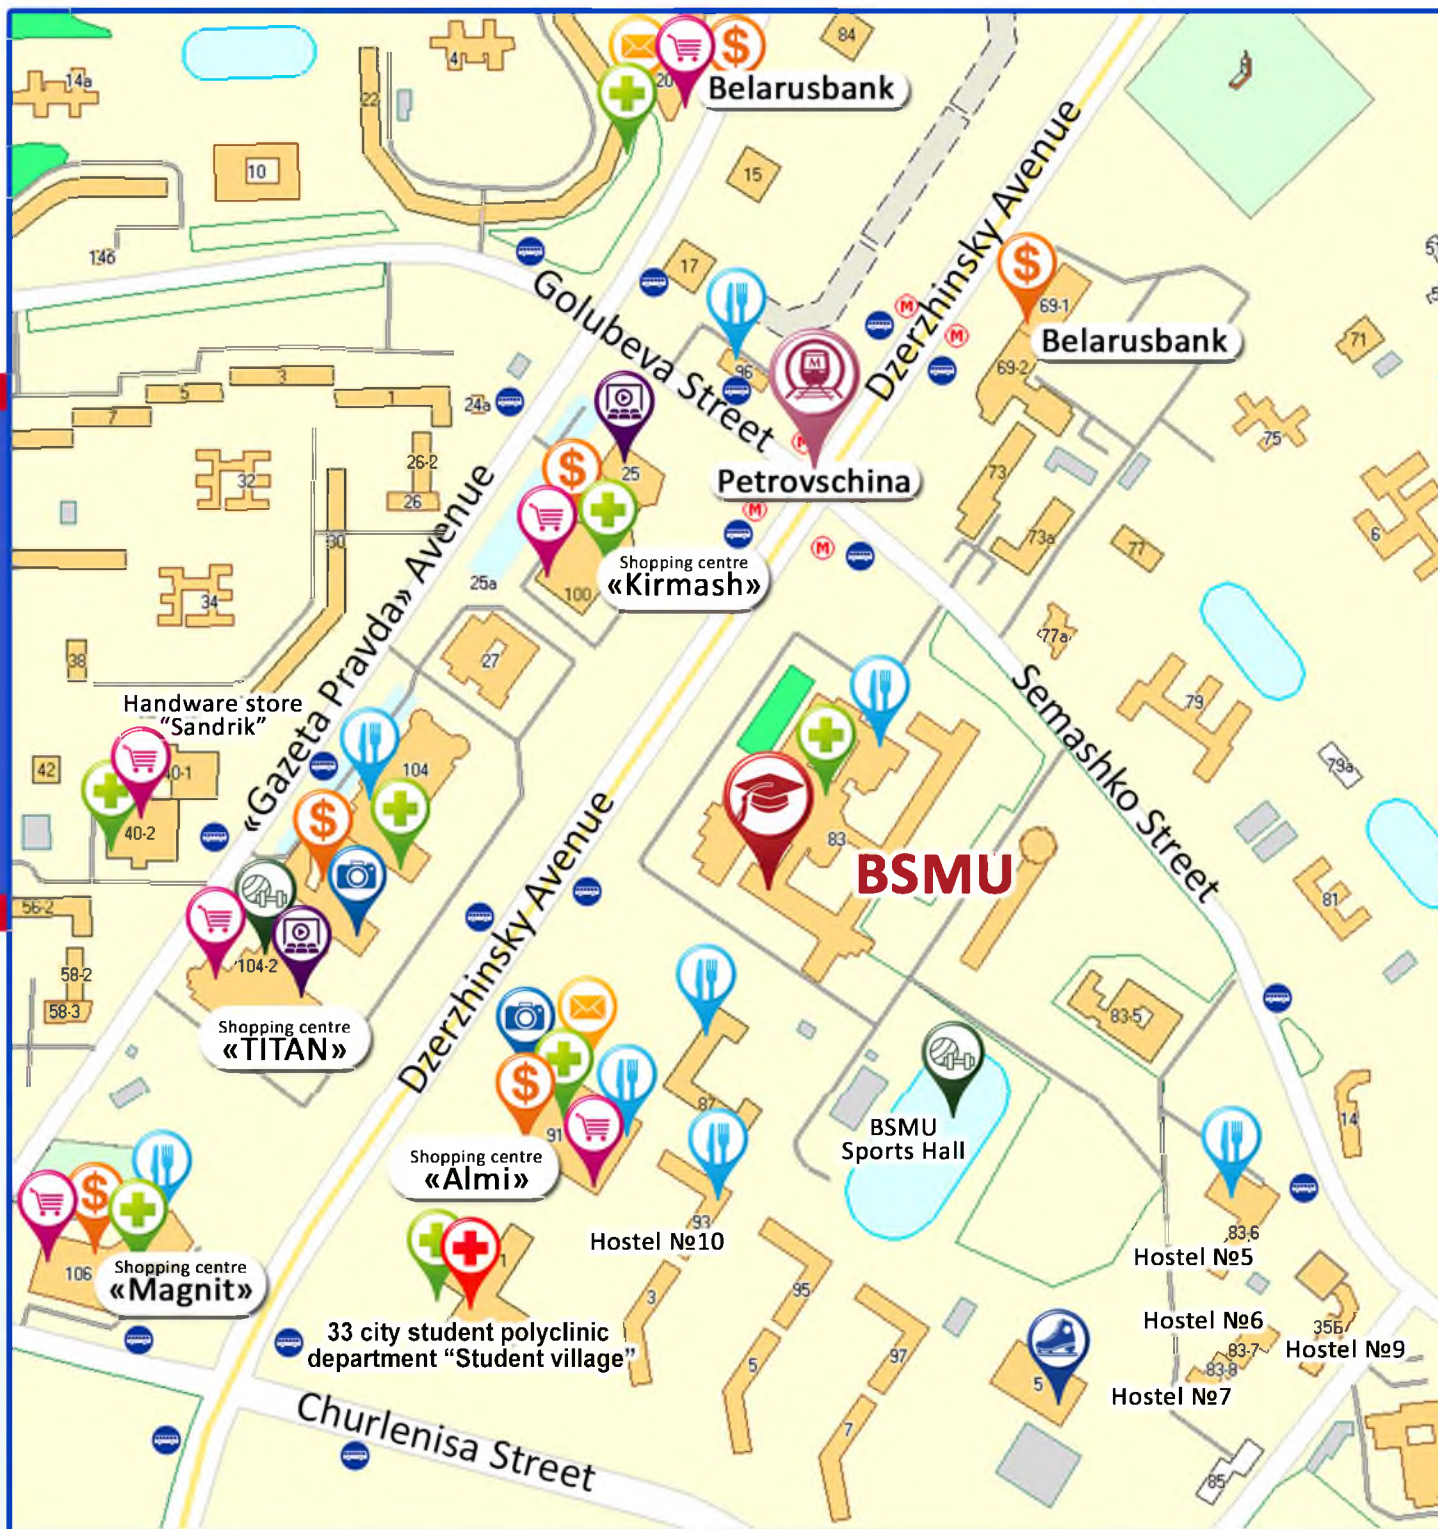 4
84
14a
22
20
Belarusbank
10
15
Dzerzhinsky Avenue
14б
17
69-1
Golubeva Street
Belarusbank
71
96
69-2
3
5
1
7
24a
M
M
M
M
75
26-2
25
Petrovschina
73
32
26
M
M
30
73a
77
6
Shopping centre
«Kirmash»
25a
100
34
«Gazeta Pravda» Avenue
77a
38
27
Semashko Street
79
Handware store
“Sandrik”
42
40-1
104
79a
40-2
Dzerzhinsky Avenue
83
BSMU
81
56-2
58-2
104-2
58-3
83-5
Shopping centre
«TITAN»
87
14
91
BSMU
Sports Hall
Shopping centre
«Almi»
93
Hostel №10
83-6
Hostel №5
1
106
Shopping centre
«Magnit»
3
95
Hostel №6
35Б
33 city student polyclinic
department “Student village”
Hostel №9
83-7
83-8
5
97
5
Hostel №7
Churlenisa Street
7
85